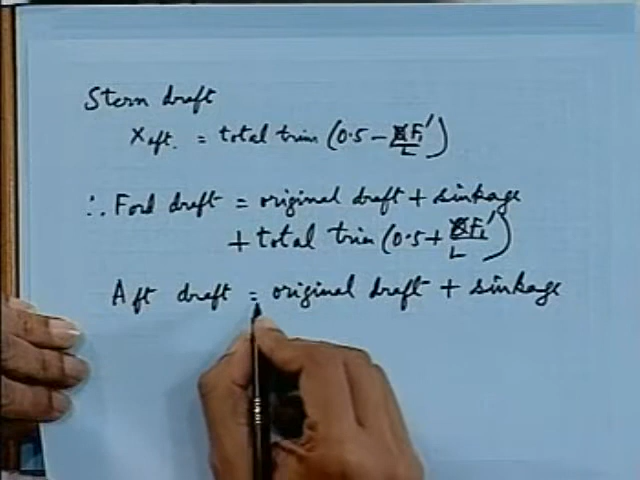 Stern draft
X aft. = total trim (0.5 - ⦻F₁'/L)
∴ Ford draft = original draft + sinkage
+ total trim (0.5 + ⦻F₁'/L)
Aft draft = original draft + sinkage